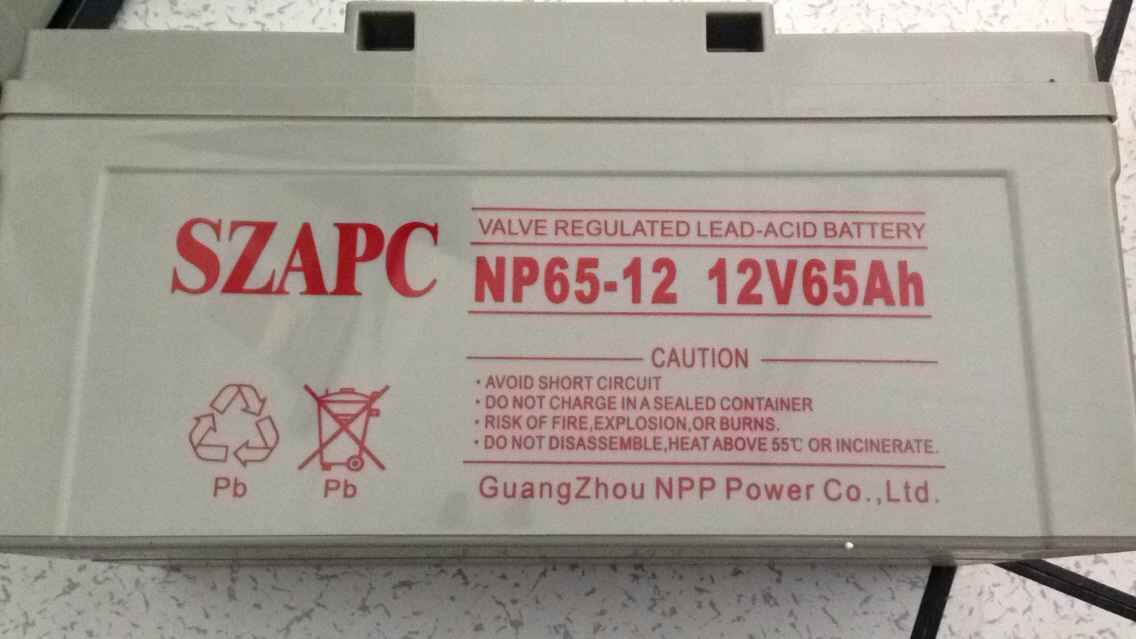 SZAPC
VALVE REGULATED LEAD-ACID BATTERY
NP65-12 12V65Ah
CAUTION
· AVOID SHORT CIRCUIT
· DO NOT CHARGE IN A SEALED CONTAINER
· RISK OF FIRE,EXPLOSION,OR BURNS.
· DO NOT DISASSEMBLE,HEAT ABOVE 55℃ OR INCINERATE.
Pb
Pb
GuangZhou NPP Power Co.,Ltd.